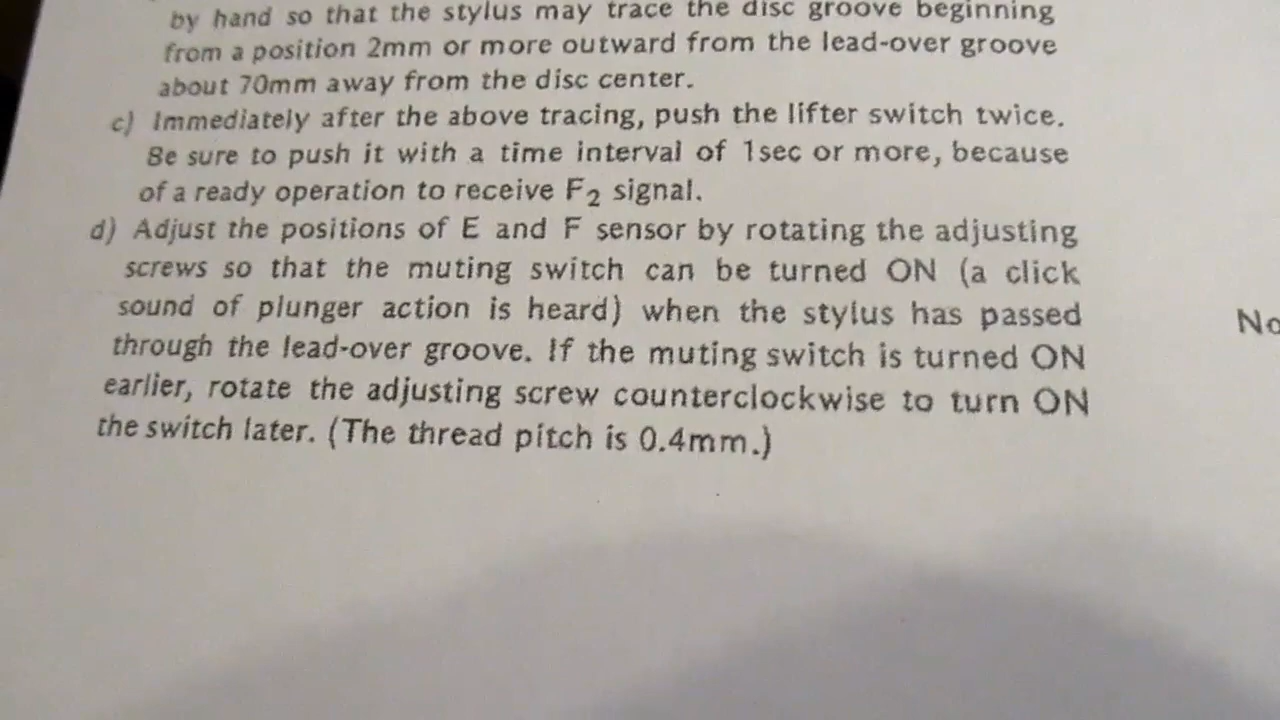 by hand so that the stylus may trace the disc groove beginning
from a position 2mm or more outward from the lead-over groove
about 70mm away from the disc center.
c) Immediately after the above tracing, push the lifter switch twice.
Be sure to push it with a time interval of 1sec or more, because
of a ready operation to receive F₂ signal.
d) Adjust the positions of E and F sensor by rotating the adjusting
screws so that the muting switch can be turned ON (a click
sound of plunger action is heard) when the stylus has passed
through the lead-over groove. If the muting switch is turned ON
earlier, rotate the adjusting screw counterclockwise to turn ON
the switch later. (The thread pitch is 0.4mm.)